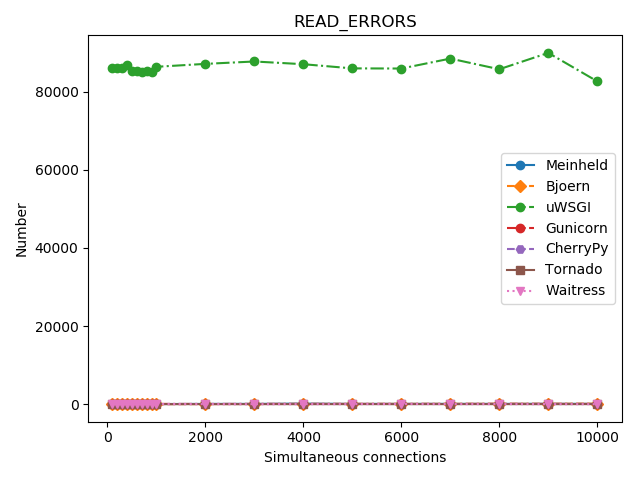 READ_ERRORS
Number
80000
60000
40000
20000
0
Meinheld
Bjoern
uWSGI
Gunicorn
CherryPy
Tornado
Waitress
0 2000 4000 6000 8000 10000
Simultaneous connections